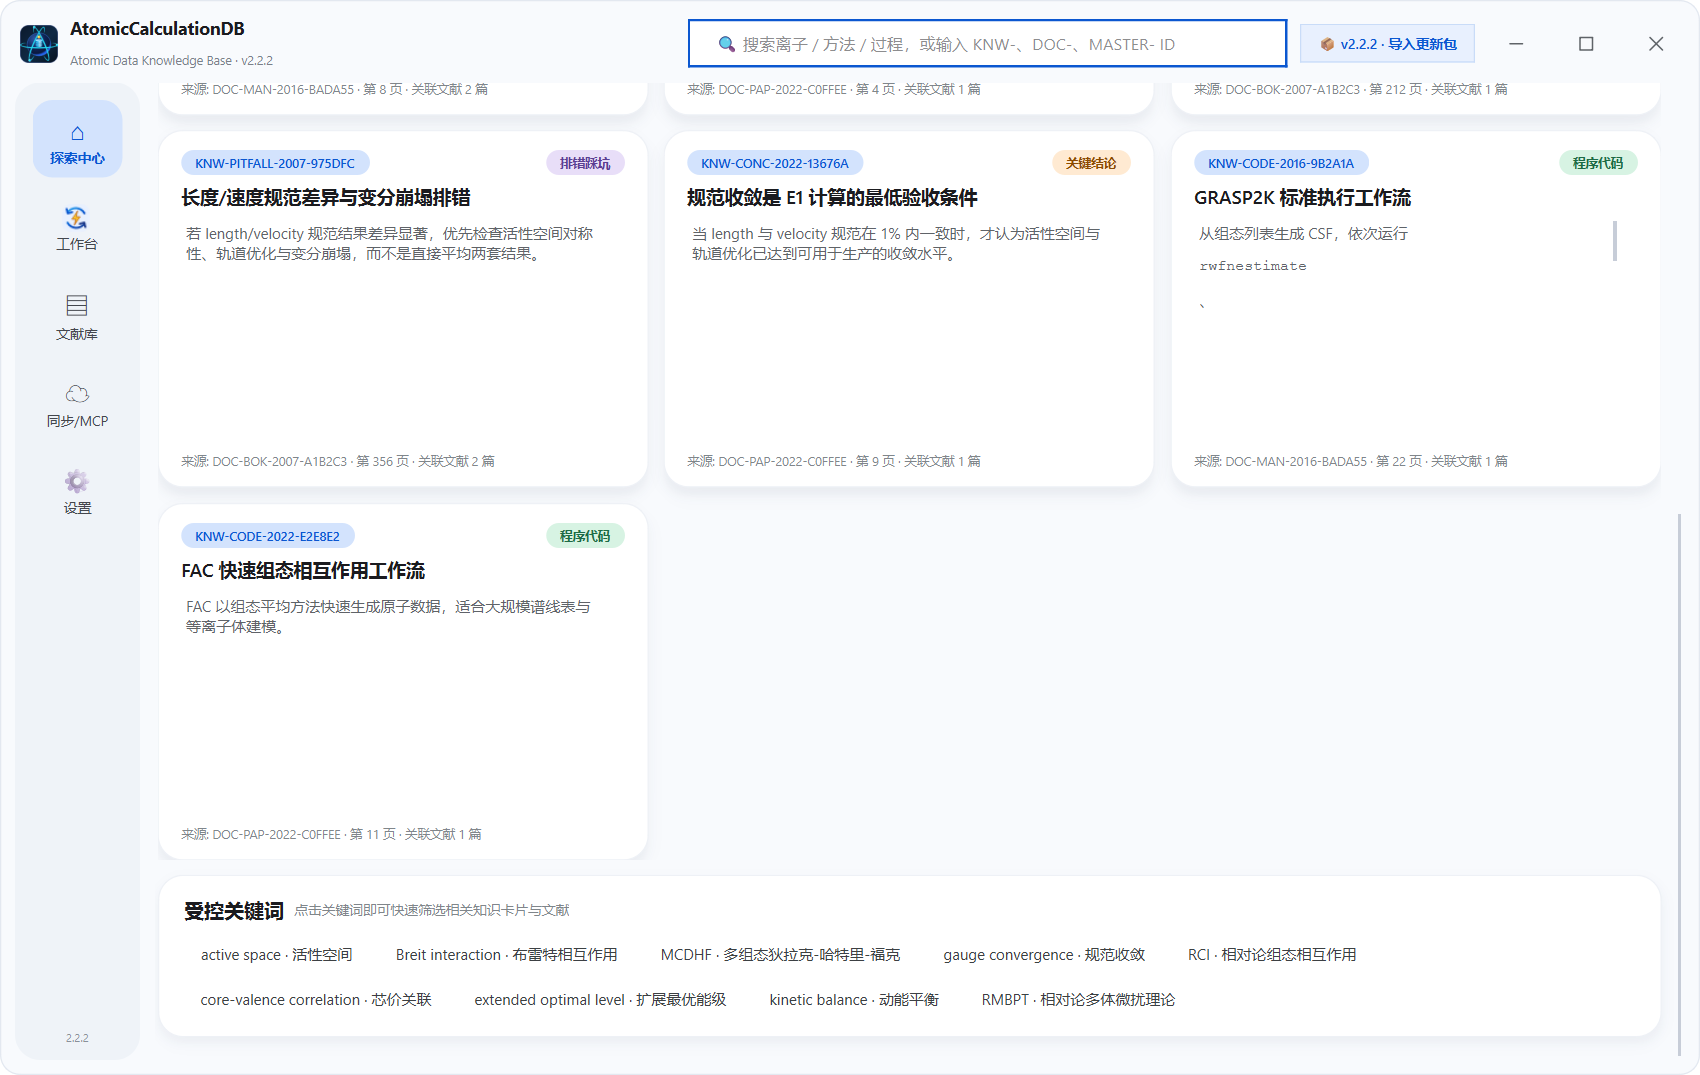 AtomicCalculationDB
Atomic Data Knowledge Base · v2.2.2
搜索离子 / 方法 / 过程，或输入 KNW-、DOC-、MASTER- ID
v2.2.2 · 导入更新包
探索中心
工作台
文献库
同步/MCP
设置
2.2.2
来源: DOC-MAN-2016-BADA55 · 第 8 页 · 关联文献 2 篇
来源: DOC-PAP-2022-C0FFEE · 第 4 页 · 关联文献 1 篇
来源: DOC-BOK-2007-A1B2C3 · 第 212 页 · 关联文献 1 篇
KNW-PITFALL-2007-975DFC
排错踩坑
长度/速度规范差异与变分崩塌排错
若 length/velocity 规范结果差异显著，优先检查活性空间对称
性、轨道优化与变分崩塌，而不是直接平均两套结果。
来源: DOC-BOK-2007-A1B2C3 · 第 356 页 · 关联文献 2 篇
KNW-CONC-2022-13676A
关键结论
规范收敛是 E1 计算的最低验收条件
当 length 与 velocity 规范在 1% 内一致时，才认为活性空间与
轨道优化已达到可用于生产的收敛水平。
来源: DOC-PAP-2022-C0FFEE · 第 9 页 · 关联文献 1 篇
KNW-CODE-2016-9B2A1A
程序代码
GRASP2K 标准执行工作流
从组态列表生成 CSF，依次运行
rwfnestimate
、
来源: DOC-MAN-2016-BADA55 · 第 22 页 · 关联文献 1 篇
KNW-CODE-2022-E2E8E2
程序代码
FAC 快速组态相互作用工作流
FAC 以组态平均方法快速生成原子数据，适合大规模谱线表与
等离子体建模。
来源: DOC-PAP-2022-C0FFEE · 第 11 页 · 关联文献 1 篇
受控关键词 点击关键词即可快速筛选相关知识卡片与文献
active space · 活性空间 Breit interaction · 布雷特相互作用 MCDHF · 多组态狄拉克-哈特里-福克 gauge convergence · 规范收敛 RCI · 相对论组态相互作用
core-valence correlation · 芯价关联 extended optimal level · 扩展最优能级 kinetic balance · 动能平衡 RMBPT · 相对论多体微扰理论